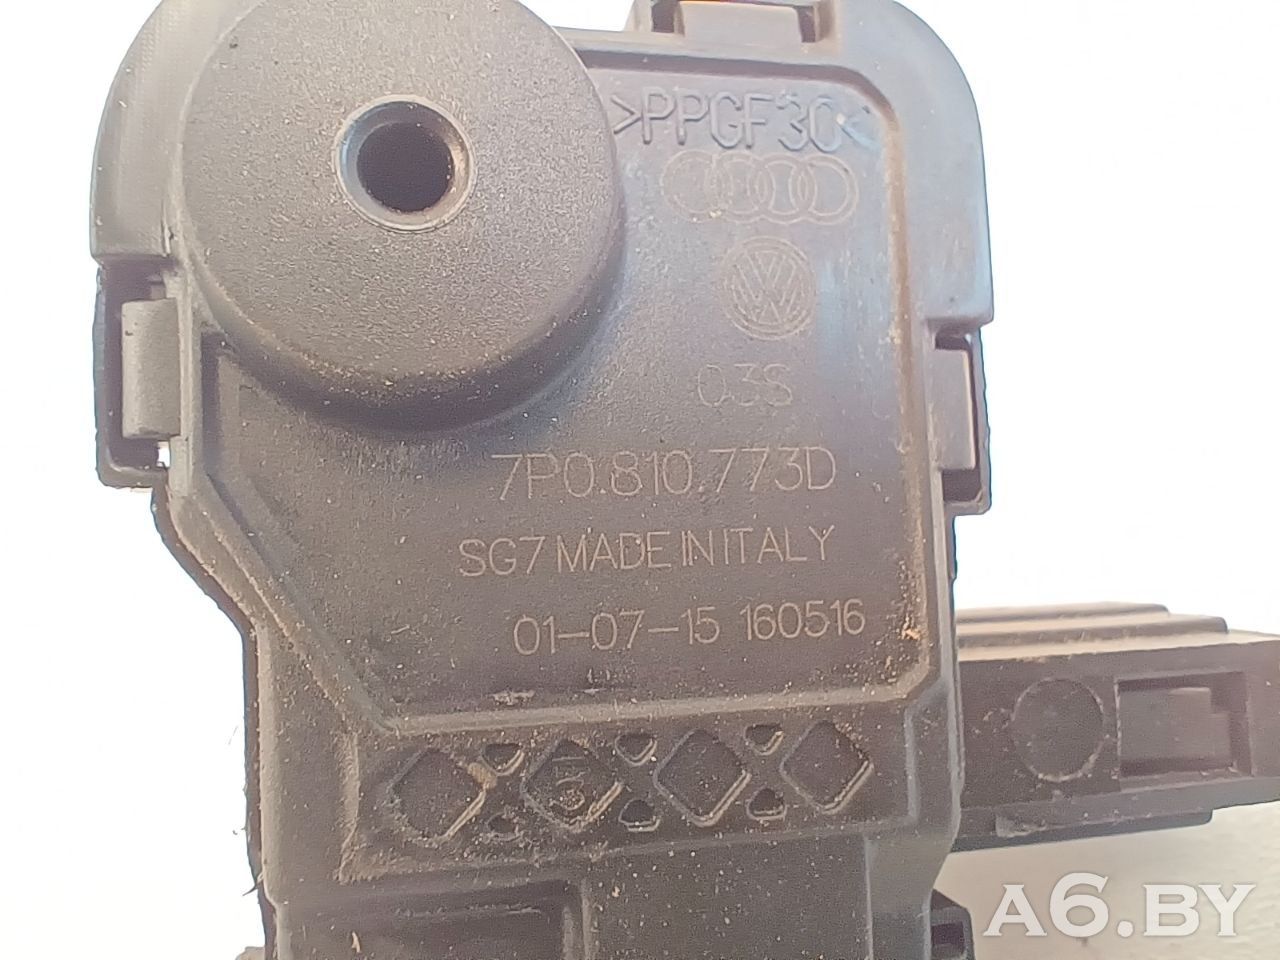 >PPGF30<
03S
7P0.810.773D
SG7 MADE IN ITALY
01-07-15 160516
A6.BY